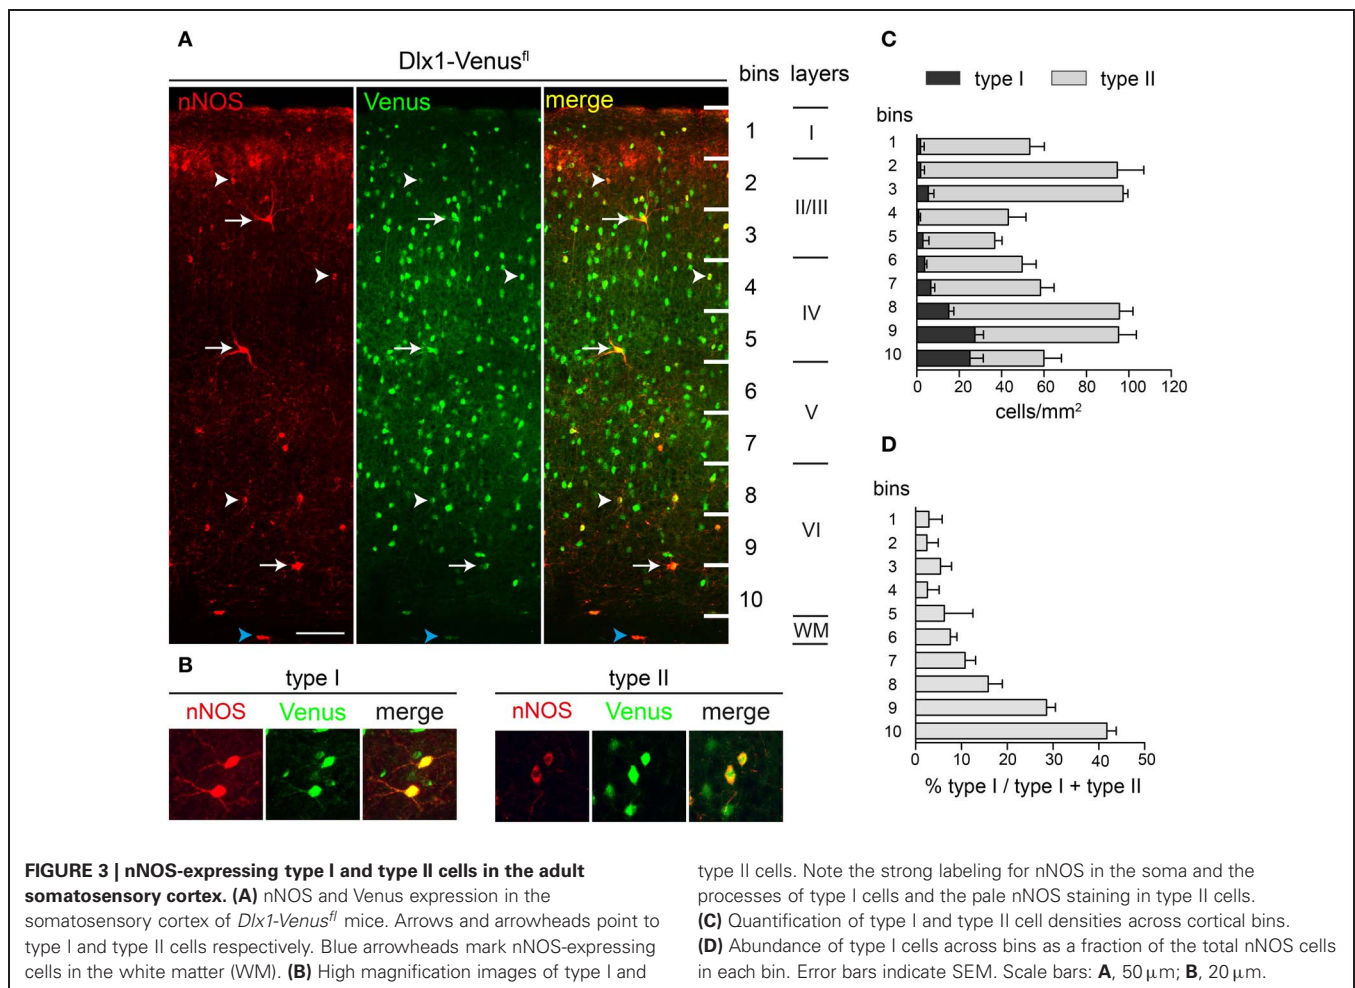 A
Dlx1-Venusfl
bins layers
nNOS
Venus
merge
1
2
3
4
5
6
7
8
9
10
I
II/III
IV
V
VI
WM
B
type I
nNOS Venus merge
type II
nNOS Venus merge
C
type I type II
bins
1
2
3
4
5
6
7
8
9
10
0 20 40 60 80 100 120
cells/mm2
D
bins
1
2
3
4
5
6
7
8
9
10
0 10 20 30 40 50
% type I / type I + type II
FIGURE 3 | nNOS-expressing type I and type II cells in the adult
somatosensory cortex. (A) nNOS and Venus expression in the
somatosensory cortex of Dlx1-Venusfl mice. Arrows and arrowheads point to
type I and type II cells respectively. Blue arrowheads mark nNOS-expressing
cells in the white matter (WM). (B) High magnification images of type I and
type II cells. Note the strong labeling for nNOS in the soma and the
processes of type I cells and the pale nNOS staining in type II cells.
(C) Quantification of type I and type II cell densities across cortical bins.
(D) Abundance of type I cells across bins as a fraction of the total nNOS cells
in each bin. Error bars indicate SEM. Scale bars: A, 50 μm; B, 20 μm.